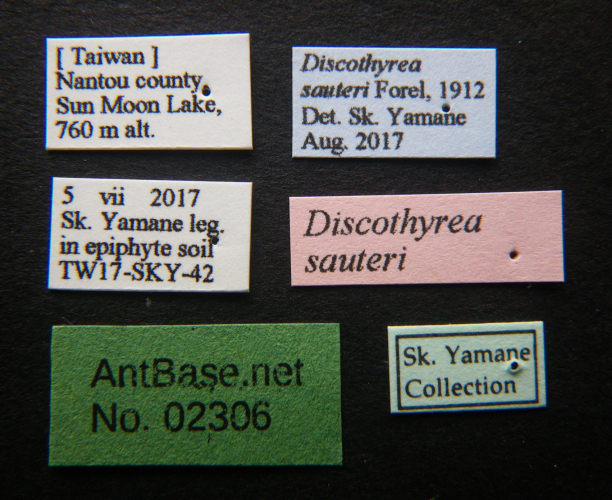 [ Taiwan ]
Nantou county,
Sun Moon Lake,
760 m alt.
Discothyrea
sauteri Forel, 1912
Det. Sk. Yamane
Aug. 2017
5 vii 2017
Sk. Yamane leg.
in epiphyte soil
TW17-SKY-42
Discothyrea
sauteri
AntBase.net
No. 02306
Sk. Yamane
Collection